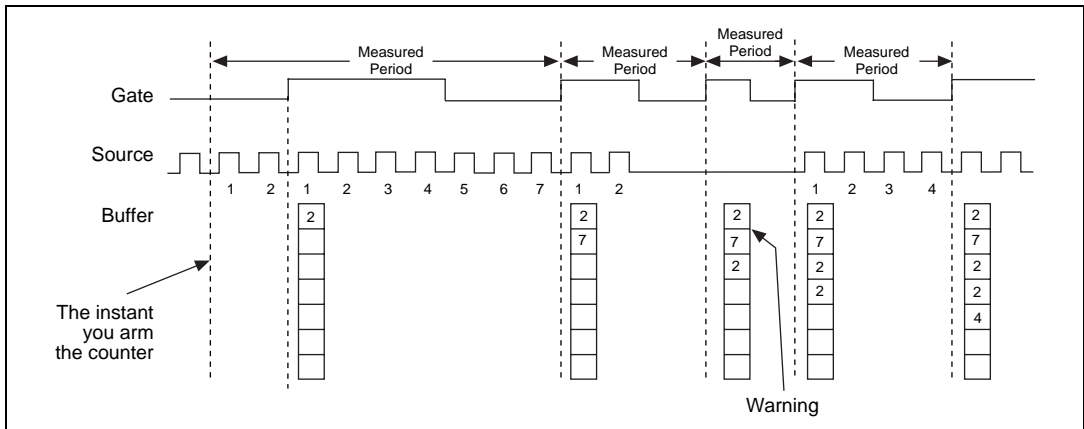 Measured
Period
Measured
Period
Measured
Period
Measured
Period
Gate
Source
1 2 1 2 3 4 5 6 7 1 2 1 2 3 4
Buffer
2 2 2 2 2
7 7 7 7
2 2 2
2 2
4
The instant
you arm
the counter
Warning